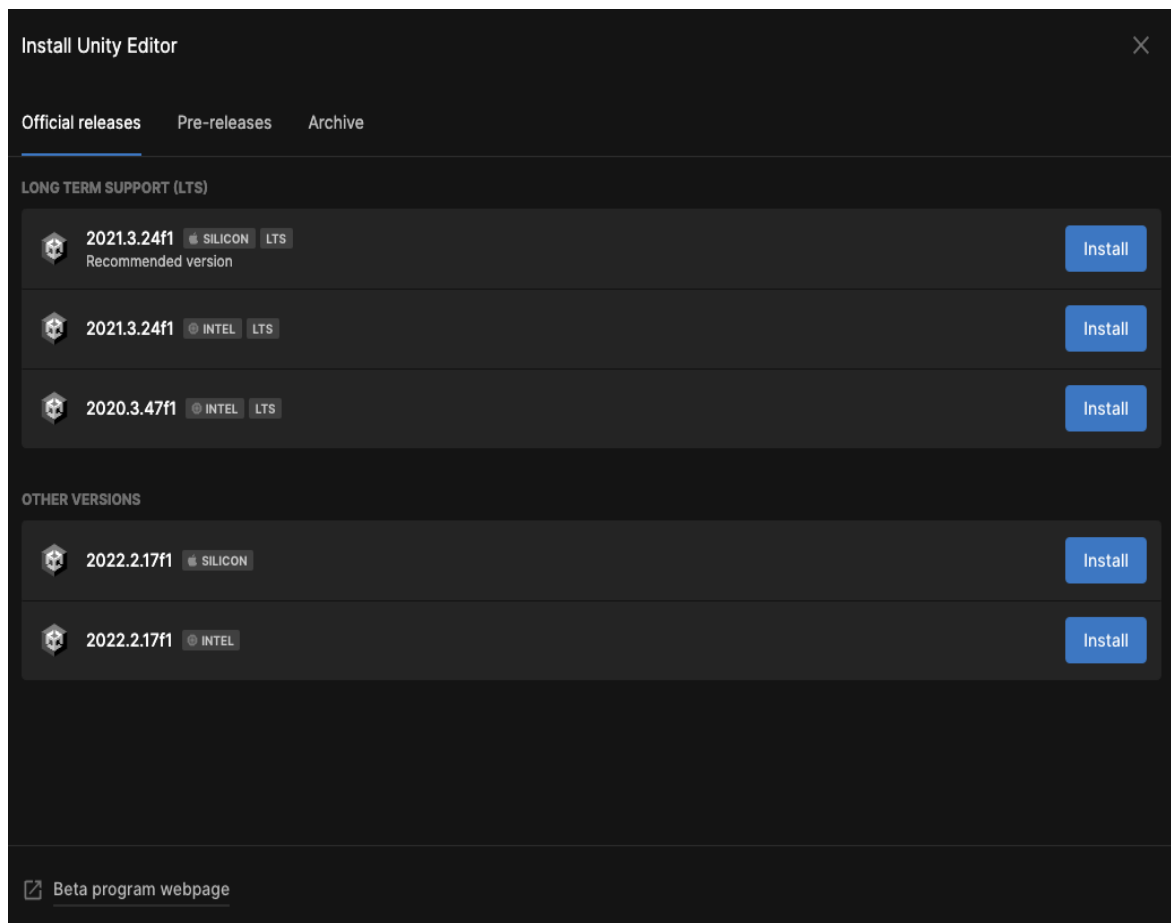 Install Unity Editor
Official releases Pre-releases Archive
LONG TERM SUPPORT (LTS)
2021.3.24f1 SILICON LTS Install
Recommended version
2021.3.24f1 INTEL LTS Install
2020.3.47f1 INTEL LTS Install
OTHER VERSIONS
2022.2.17f1 SILICON Install
2022.2.17f1 INTEL Install
Beta program webpage